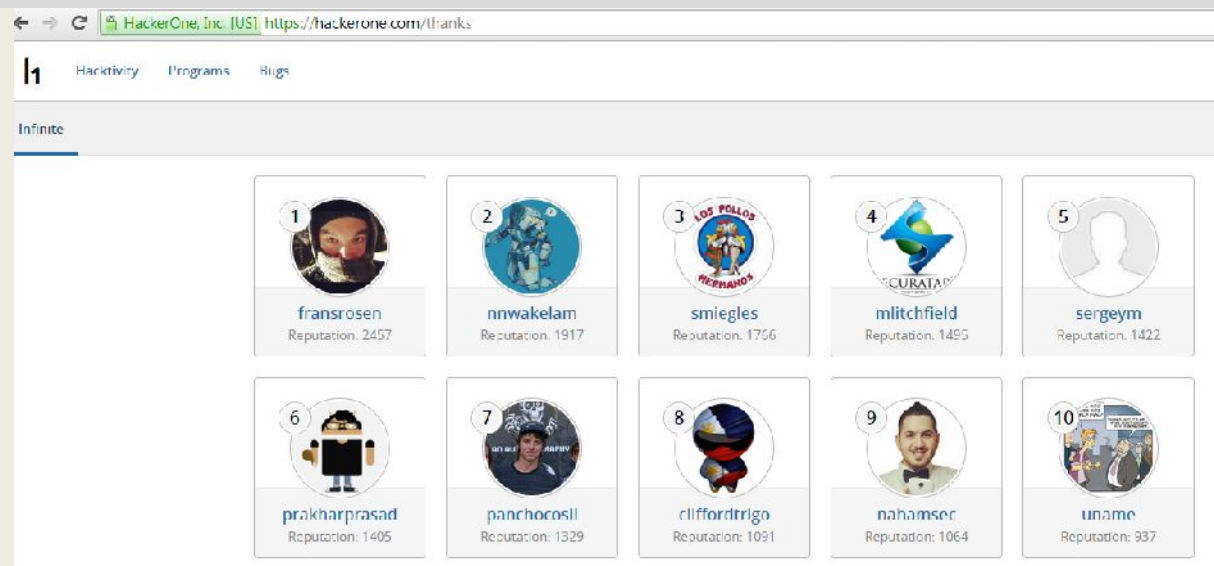 HackerOne, Inc. [US] https://hackerone.com/thanks
l1 Hacktivity Programs Bugs
Infinite
1 2 3 4 5
LOS POLLOS
HERMANOS
fransrosen nnwakelam smiegles mlitchfield sergeym
Reputation: 2457 Reputation: 1917 Reputation: 1766 Reputation: 1495 Reputation: 1422
6 7 8 9 10
prakharprasad panchocosil cliffordtrigo nahamsec uname
Reputation: 1405 Reputation: 1329 Reputation: 1091 Reputation: 1064 Reputation: 937